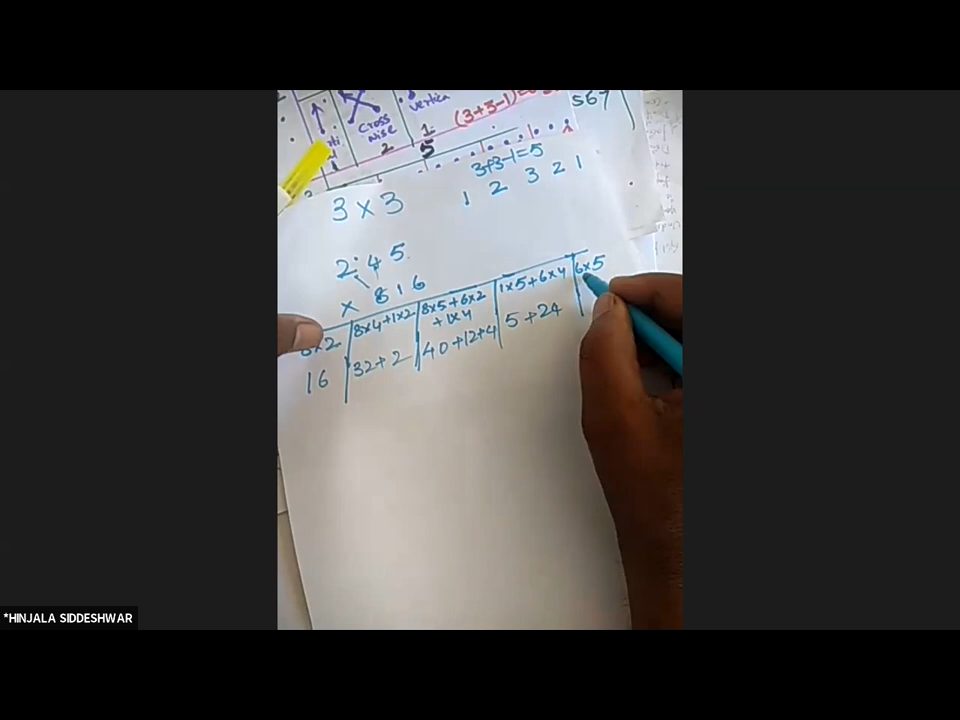 vertica
Cross
wise
2
1
5
(3+3-1)=
567
3+3-1=5
3 x 3
1 2 3 2 1
2 4 5
x 8 1 6
8x2 | 8x4+1x2 | 8x5+6x2 | 1x5+6x4 | 6x5
+1x4
16 | 32+2 | 40+12+4 | 5+24
*HINJALA SIDDESHWAR